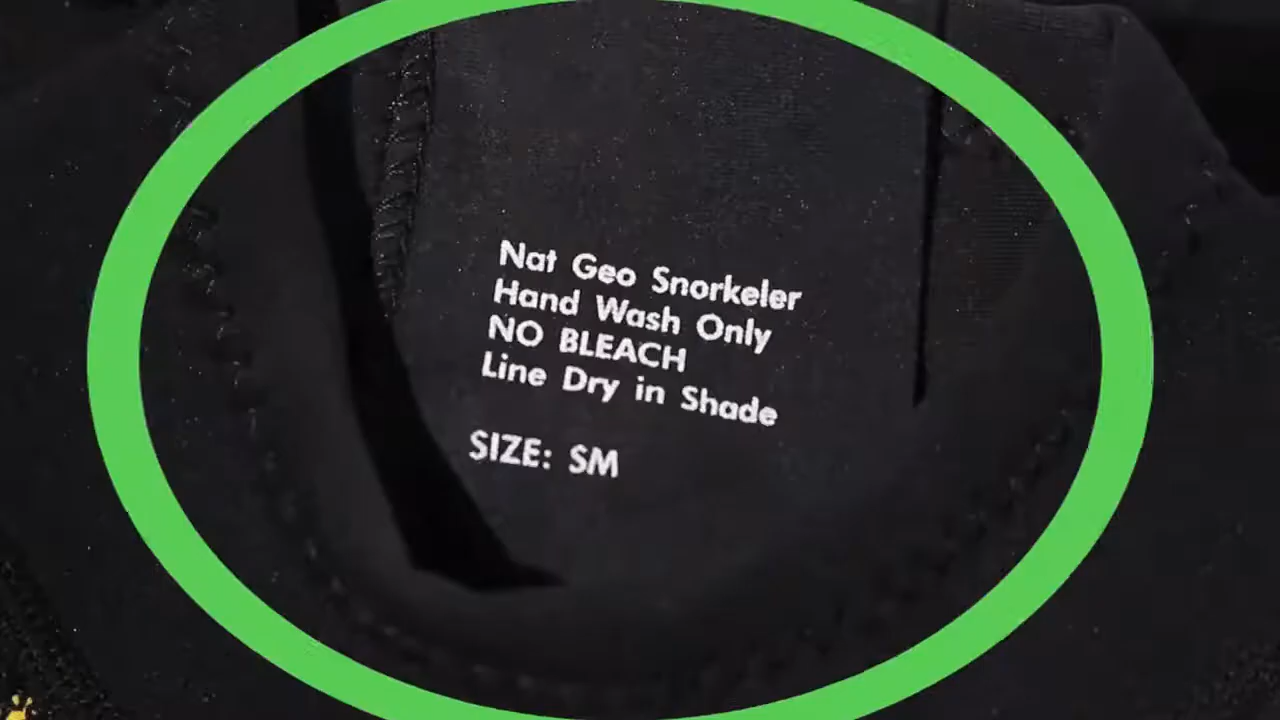 Nat Geo Snorkeler
Hand Wash Only
NO BLEACH
Line Dry in Shade
SIZE: SM